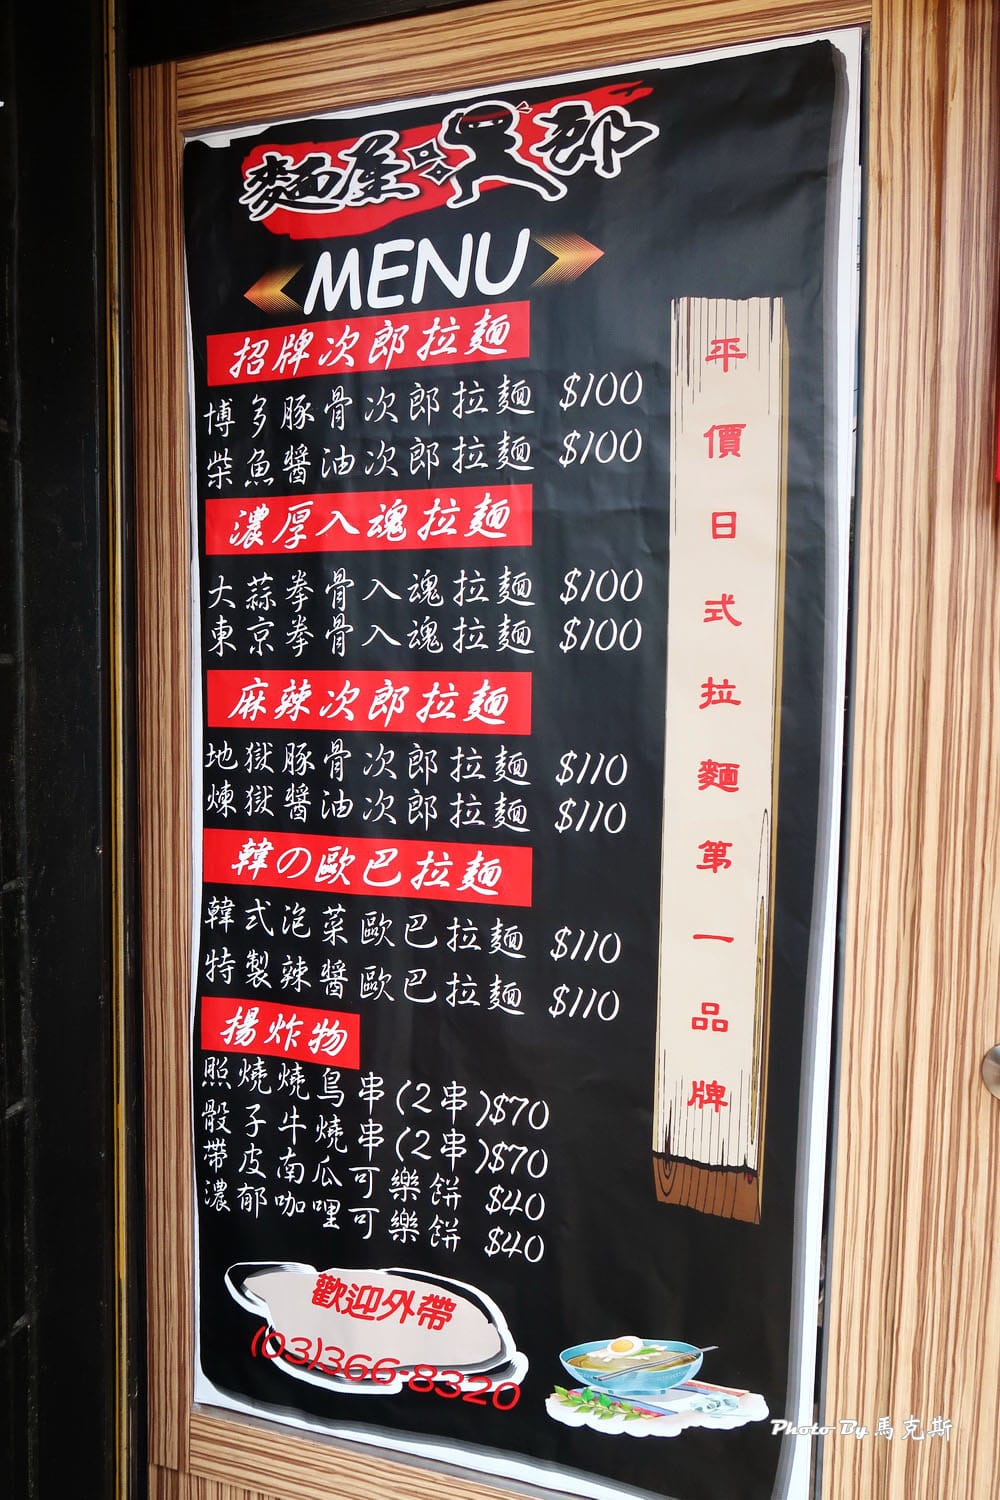 麵屋 郎
MENU
招牌次郎拉麵
博多豚骨次郎拉麵 $100
柴魚醬油次郎拉麵 $100
濃厚入魂拉麵
大蒜拳骨入魂拉麵 $100
東京拳骨入魂拉麵 $100
麻辣次郎拉麵
地獄豚骨次郎拉麵 $110
煉獄醬油次郎拉麵 $110
韓の歐巴拉麵
韓式泡菜歐巴拉麵 $110
特製辣醬歐巴拉麵 $110
揚炸物
照燒燒鳥串(2串)$70
骰子牛燒串(2串)$70
帶皮南瓜可樂餅 $40
濃郁咖哩可樂餅 $40
平價日式拉麵第一品牌
歡迎外帶
(03)366-8320
Photo By 馬克斯